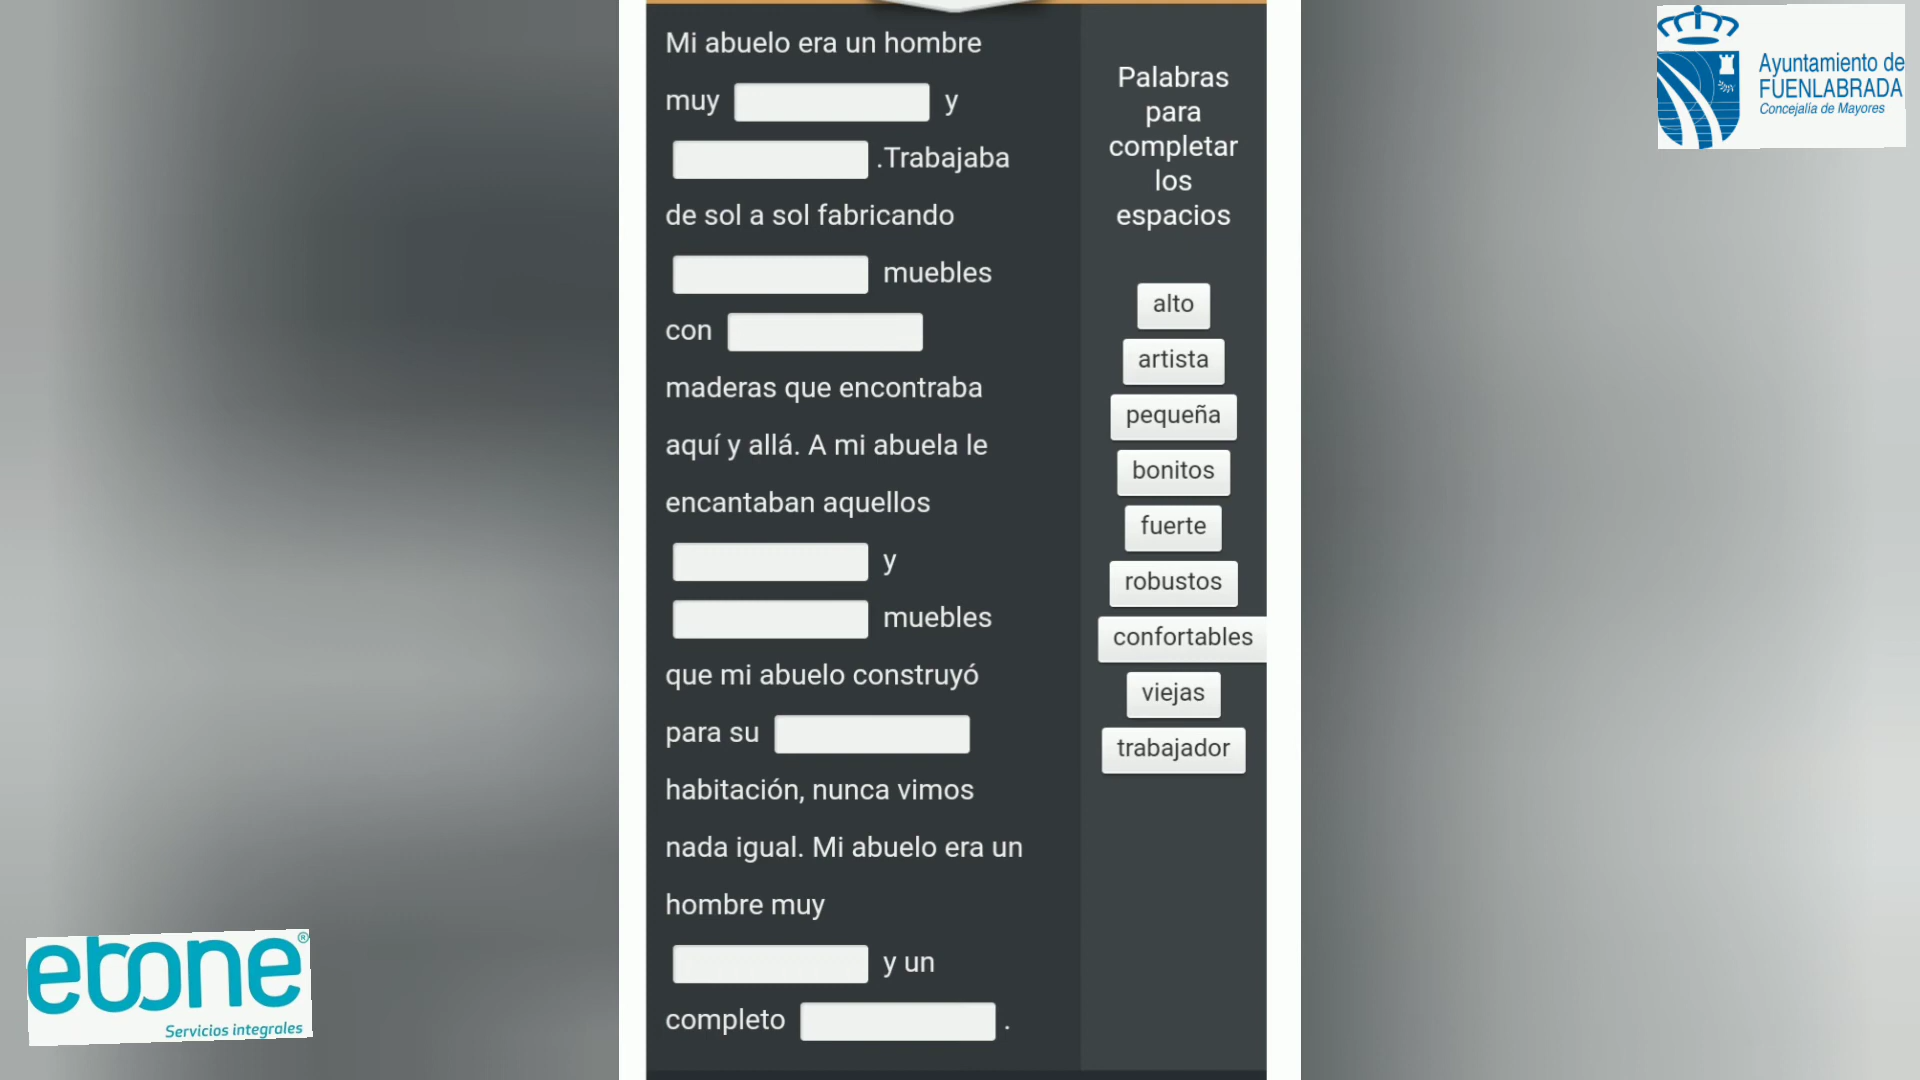 Mi abuelo era un hombre
muy y
.Trabajaba
de sol a sol fabricando
muebles
con
maderas que encontraba
aquí y allá. A mi abuela le
encantaban aquellos
y
muebles
que mi abuelo construyó
para su
habitación, nunca vimos
nada igual. Mi abuelo era un
hombre muy
y un
completo .
Palabras
para
completar
los
espacios
alto
artista
pequeña
bonitos
fuerte
robustos
confortables
viejas
trabajador
Ayuntamiento de
FUENLABRADA
Concejalía de Mayores
ebone®
Servicios integrales